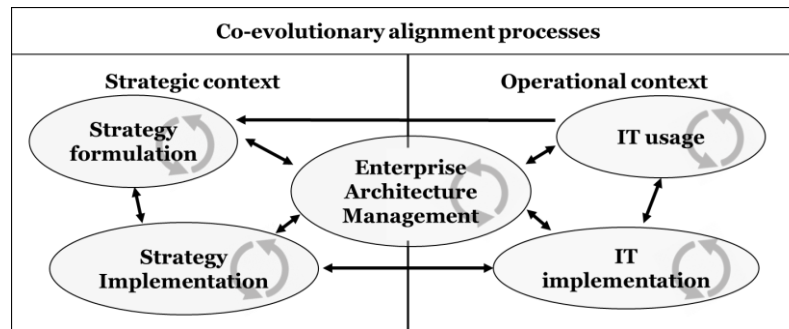 Co-evolutionary alignment processes
Strategic context
Operational context
Strategy
formulation
IT usage
Enterprise
Architecture
Management
Strategy
Implementation
IT
implementation